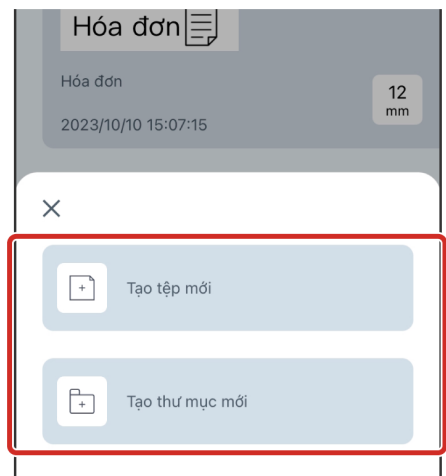 Hóa đơn
Hóa đơn
2023/10/10 15:07:15
12
mm
Tạo tệp mới
Tạo thư mục mới